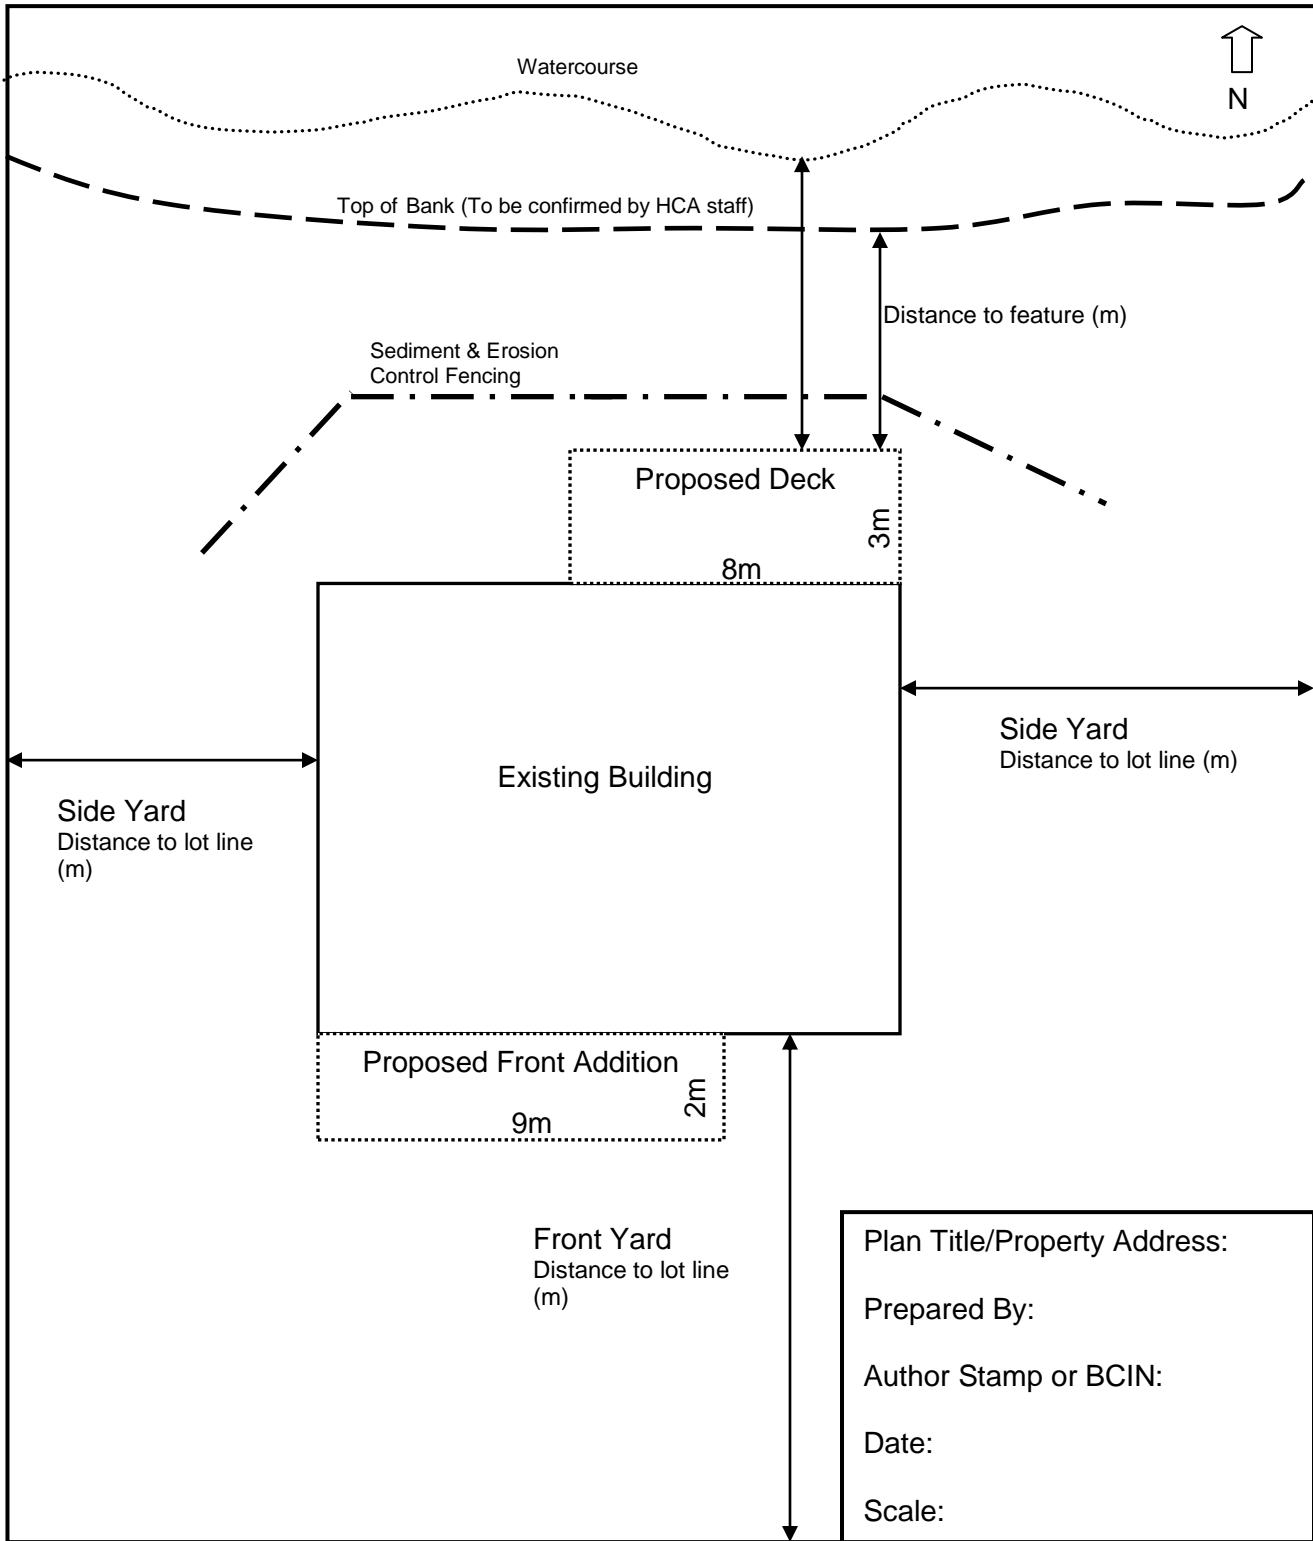 Watercourse
N
Top of Bank (To be confirmed by HCA staff)
Distance to feature (m)
Sediment & Erosion
Control Fencing
Proposed Deck
3m
8m
Side Yard
Distance to lot line (m)
Existing Building
Side Yard
Distance to lot line
(m)
Proposed Front Addition
2m
9m
Front Yard
Distance to lot line
(m)
Plan Title/Property Address:
Prepared By:
Author Stamp or BCIN:
Date:
Scale: